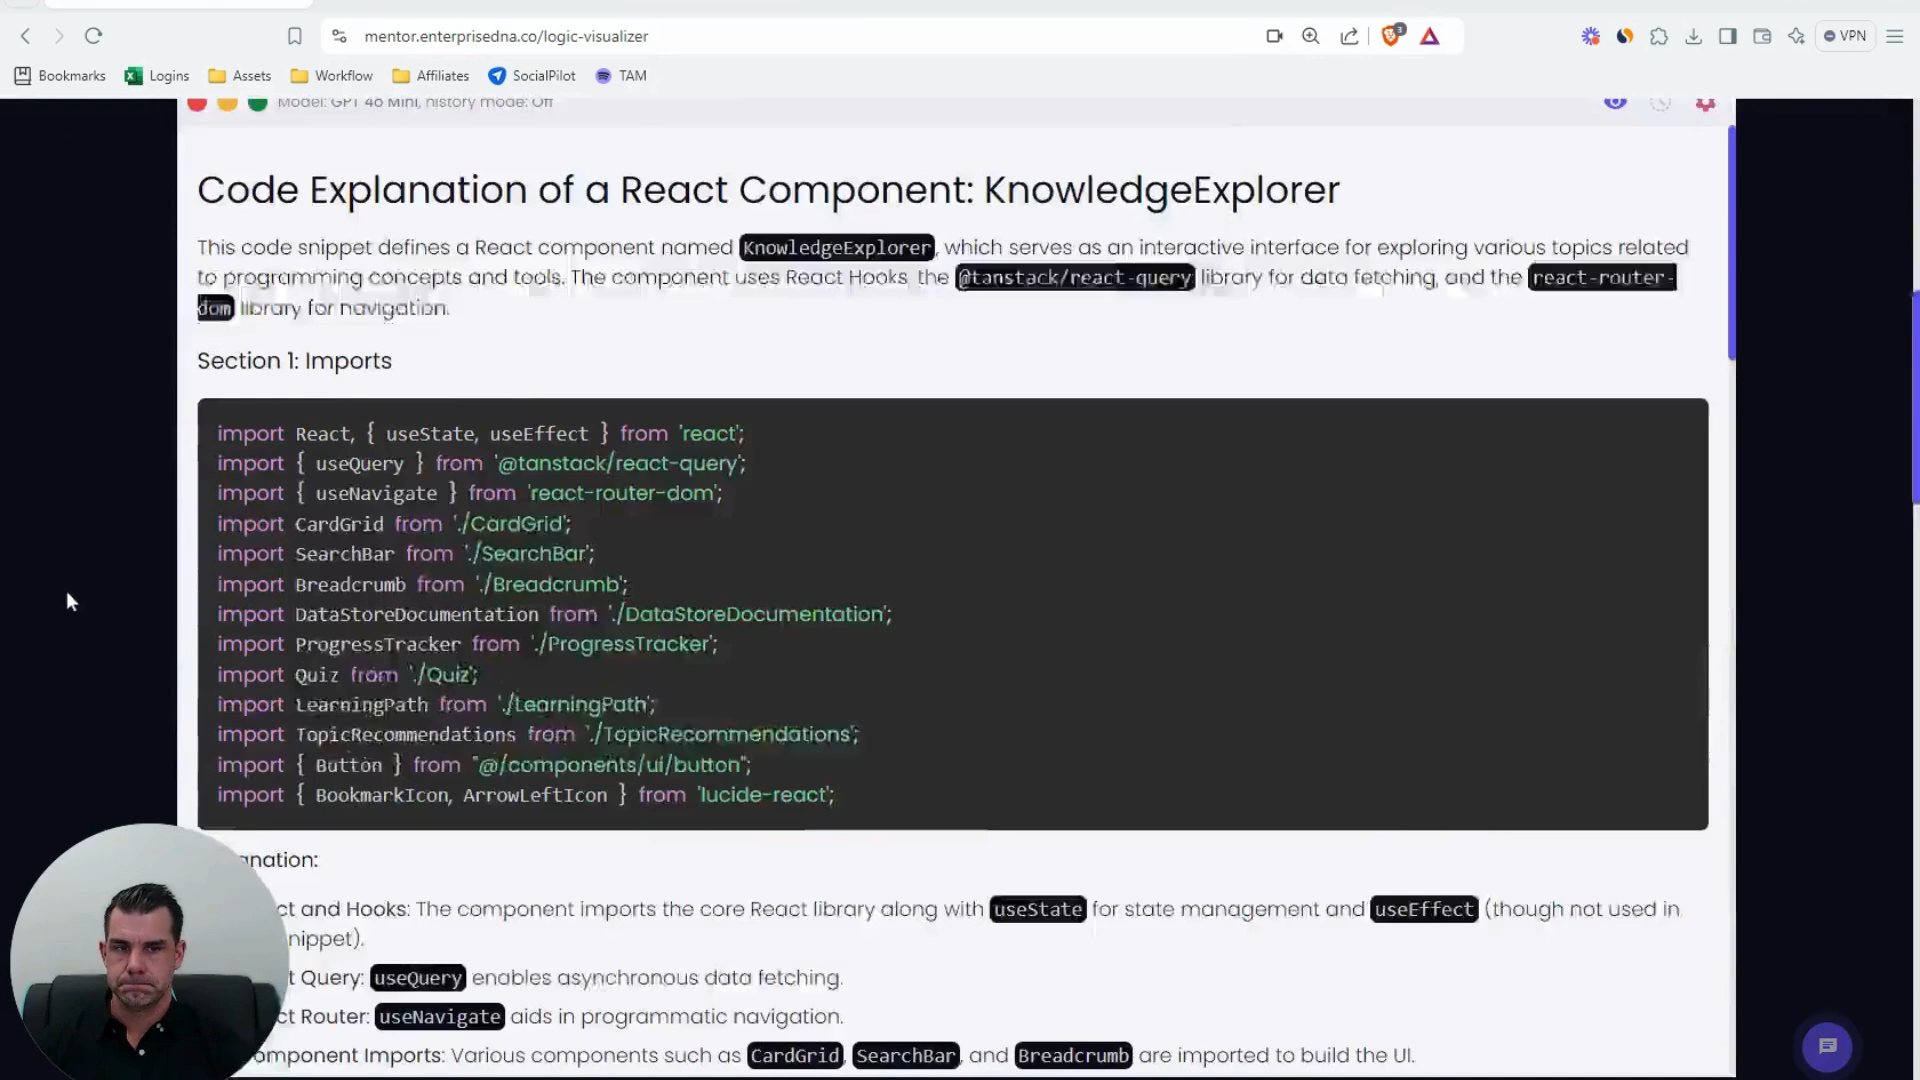 mentor.enterprisedna.co/logic-visualizer
3
VPN
Bookmarks Logins Assets Workflow Affiliates SocialPilot TAM
Model: GPT 4o Mini, history mode: Off
Code Explanation of a React Component: KnowledgeExplorer
This code snippet defines a React component named KnowledgeExplorer, which serves as an interactive interface for exploring various topics related
to programming concepts and tools. The component uses React Hooks, the @tanstack/react-query library for data fetching, and the react-router-
dom library for navigation.
Section 1: Imports
import React, { useState, useEffect } from 'react';
import { useQuery } from '@tanstack/react-query';
import { useNavigate } from 'react-router-dom';
import CardGrid from './CardGrid';
import SearchBar from './SearchBar';
import Breadcrumb from './Breadcrumb';
import DataStoreDocumentation from './DataStoreDocumentation';
import ProgressTracker from './ProgressTracker';
import Quiz from './Quiz';
import LearningPath from './LearningPath';
import TopicRecommendations from './TopicRecommendations';
import { Button } from "@/components/ui/button";
import { BookmarkIcon, ArrowLeftIcon } from 'lucide-react';
anation:
ct and Hooks: The component imports the core React library along with useState for state management and useEffect (though not used in
nippet).
t Query: useQuery enables asynchronous data fetching.
ct Router: useNavigate aids in programmatic navigation.
omponent Imports: Various components such as CardGrid, SearchBar, and Breadcrumb are imported to build the UI.